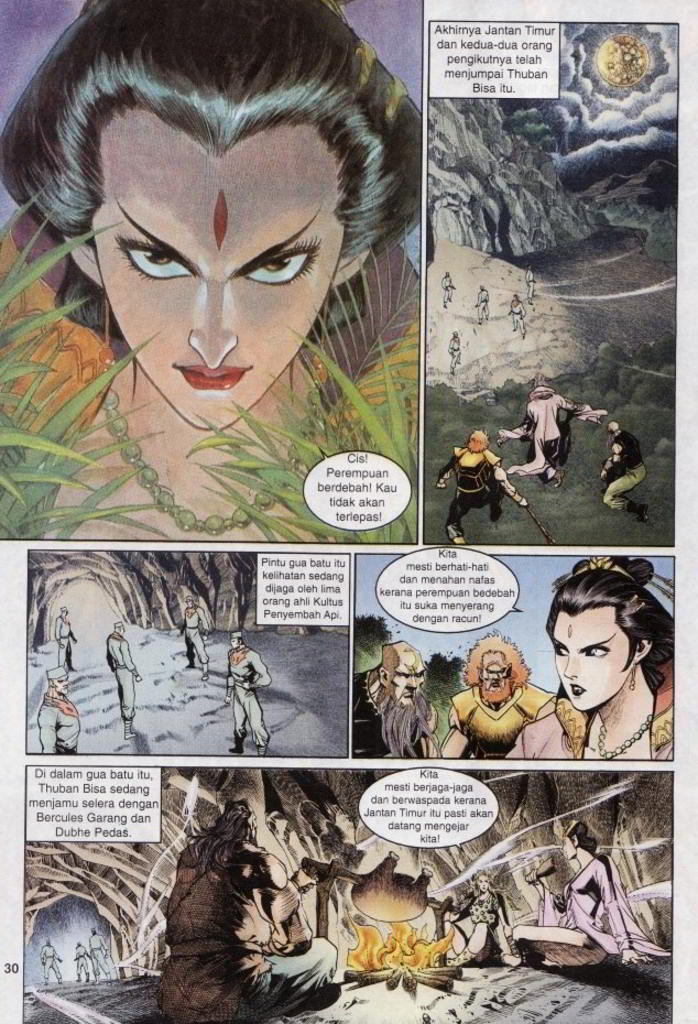 Akhirnya Jantan Timur
dan kedua-dua orang
pengikutnya telah
menjumpai Thuban
Bisa itu.
Cis!
Perempuan
berdebah! Kau
tidak akan
terlepas!
Pintu gua batu itu
kelihatan sedang
dijaga oleh lima
orang ahli Kultus
Penyembah Api.
Kita
mesti berhati-hati
dan menahan nafas
kerana perempuan bedebah
itu suka menyerang
dengan racun!
Di dalam gua batu itu,
Thuban Bisa sedang
menjamu selera dengan
Bercules Garang dan
Dubhe Pedas.
Kita
mesti berjaga-jaga
dan berwaspada kerana
Jantan Timur itu pasti akan
datang mengejar
kita!
30